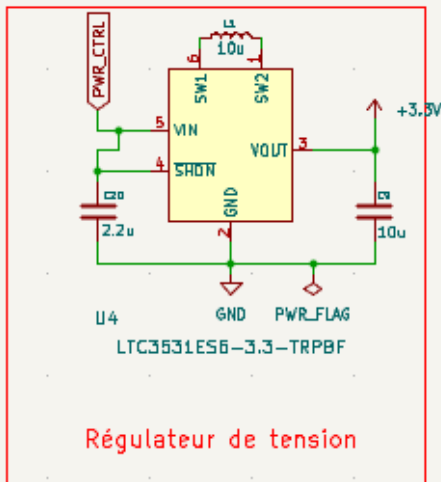 L1
10u
PWR_CTRL
6
1
SW1
SW2
5
VIN
+3.3V
VOUT
3
4
SHDN
GND
2
2.2u
10u
U4
GND
PWR_FLAG
LTC3531ES6-3.3-TRPBF
Régulateur de tension